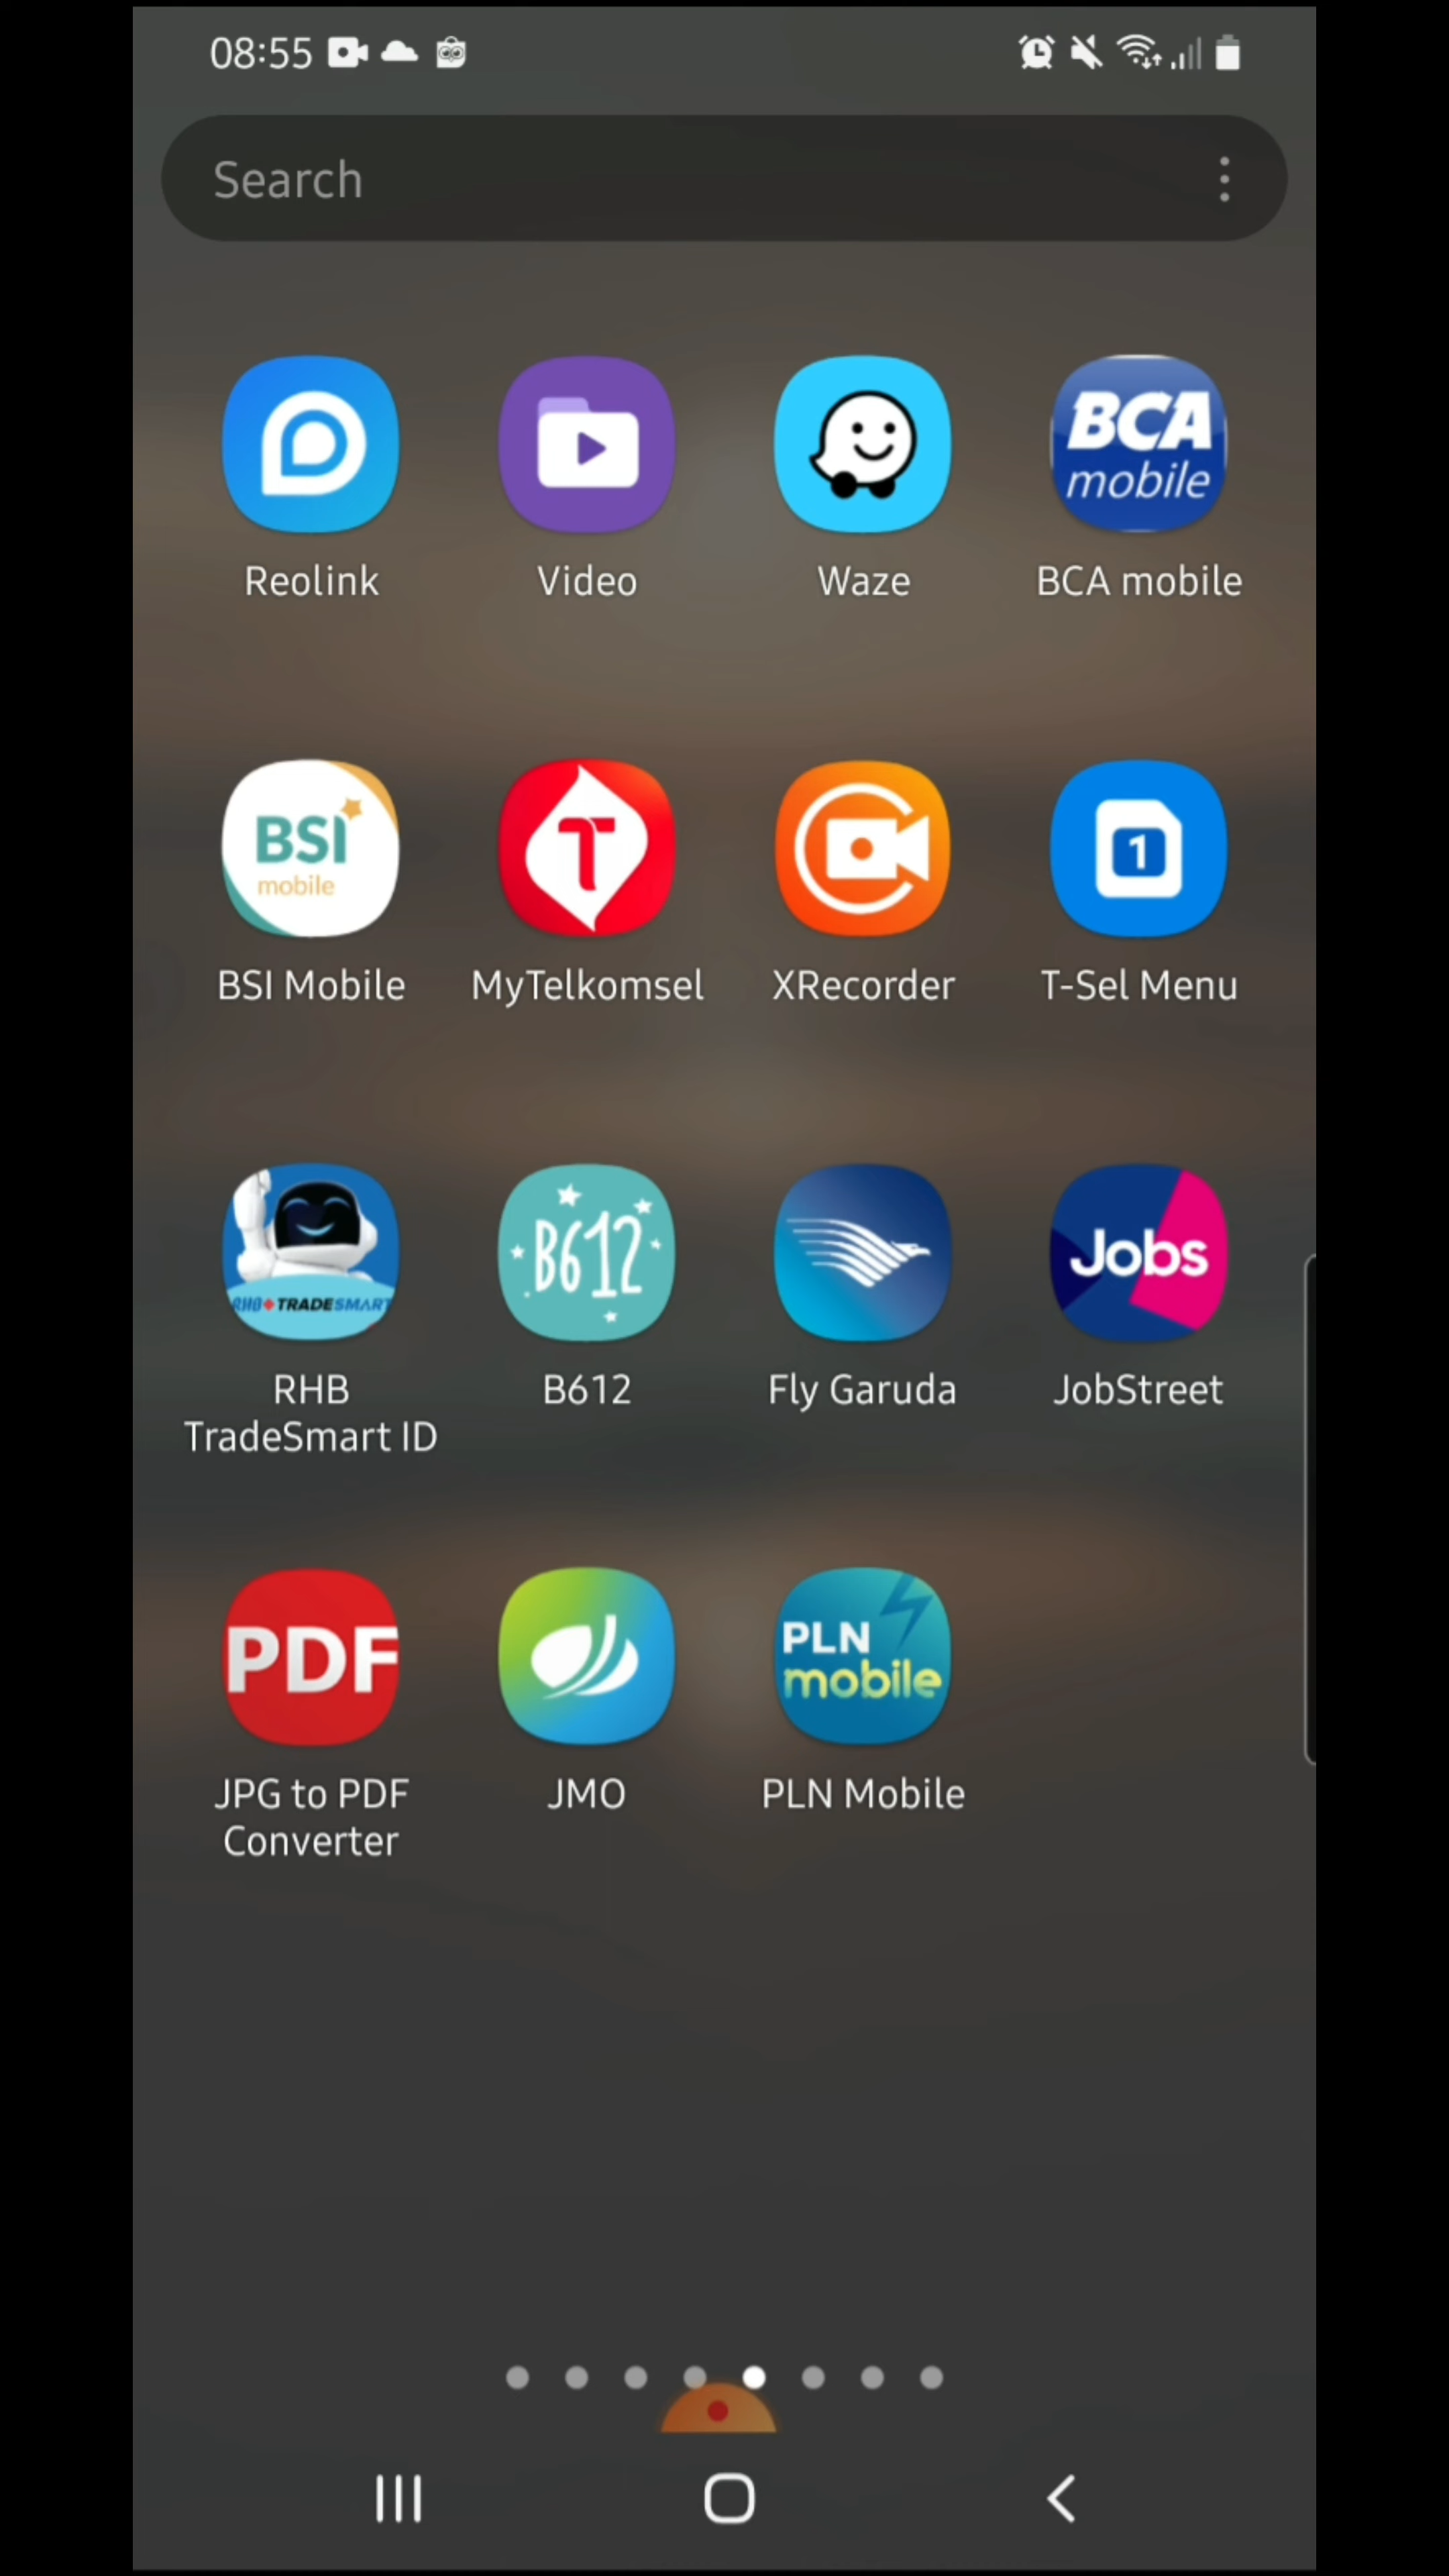 08:55
Search
BCA
mobile
Reolink
Video
Waze
BCA mobile
BSI
mobile
T
1
BSI Mobile
MyTelkomsel
XRecorder
T-Sel Menu
RHB TRADESMART
B612
Jobs
RHB
TradeSmart ID
B612
Fly Garuda
JobStreet
PDF
PLN
mobile
JPG to PDF
Converter
JMO
PLN Mobile